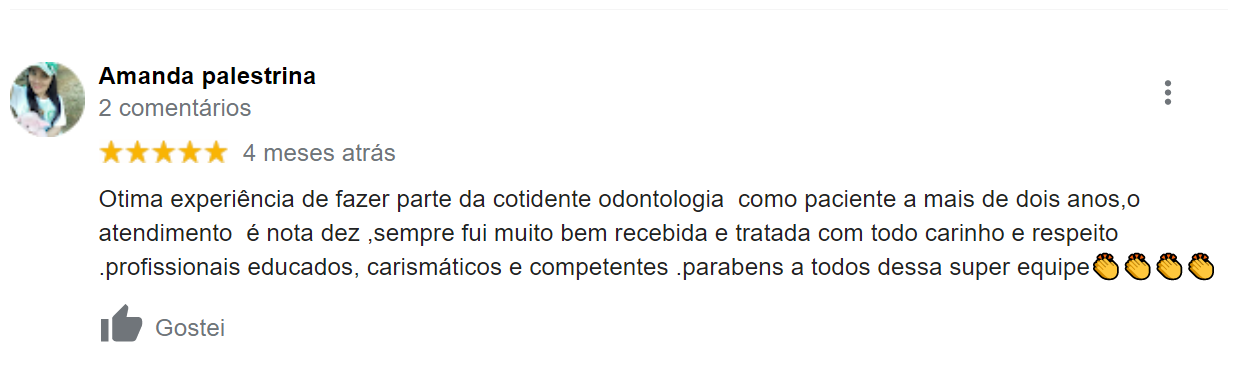 Amanda palestrina
2 comentários
4 meses atrás
Otima experiência de fazer parte da cotidente odontologia  como paciente a mais de dois anos,o
atendimento  é nota dez ,sempre fui muito bem recebida e tratada com todo carinho e respeito
.profissionais educados, carismáticos e competentes .parabens a todos dessa super equipe👏👏👏👏
Gostei